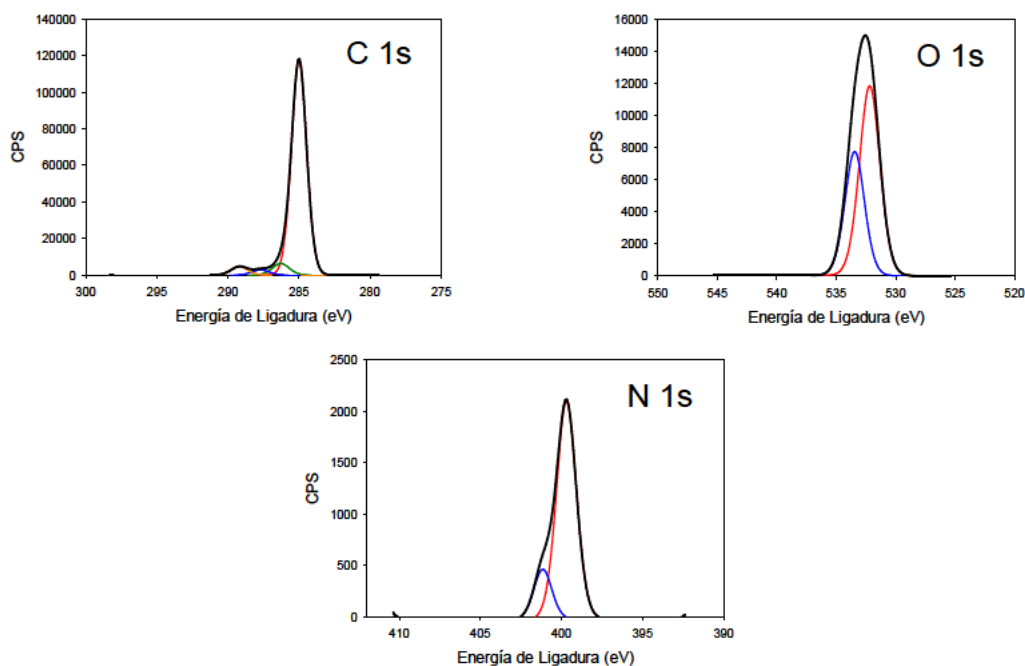 C 1s
CPS
140000
120000
100000
80000
60000
40000
20000
0
300 295 290 285 280 275
Energía de Ligadura (eV)
O 1s
CPS
16000
14000
12000
10000
8000
6000
4000
2000
0
550 545 540 535 530 525 520
Energía de Ligadura (eV)
N 1s
CPS
2500
2000
1500
1000
500
0
410 405 400 395 390
Energía de Ligadura (eV)